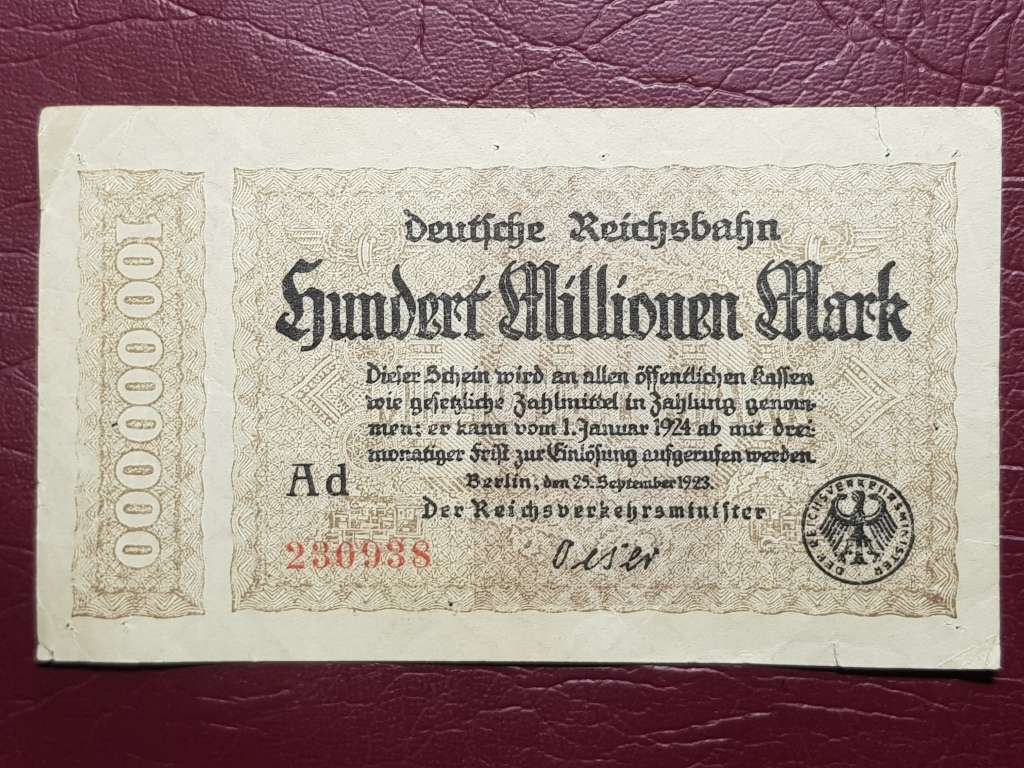 100000000
Deutsche Reichsbahn
Hundert Millionen Mark
Dieser Schein wird an allen öffentlichen Kassen
wie gesetzliche Zahlmittel in Zahlung genom-
men; er kann vom 1. Januar 1924 ab mit drei-
monatiger Frist zur Einlösung aufgerufen werden.
Berlin, den 25. September 1923.
Der Reichsverkehrsminister
Ad
230938
Oeser
DER REICHSVERKEHRSMINISTER